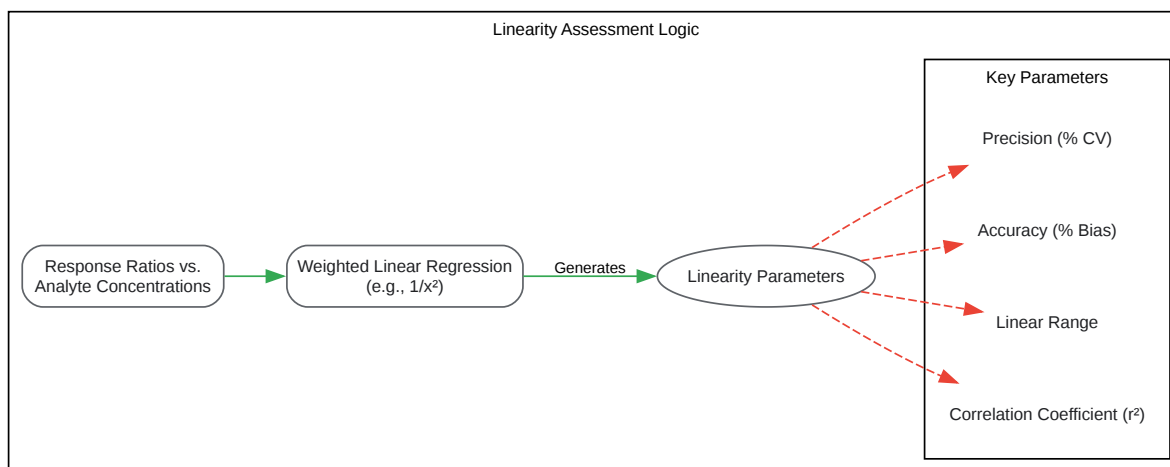 Linearity Assessment Logic
Key Parameters
Precision (% CV)
Accuracy (% Bias)
Response Ratios vs.
Analyte Concentrations
Weighted Linear Regression
(e.g., 1/x²)
Generates
Linearity Parameters
Linear Range
Correlation Coefficient (r²)